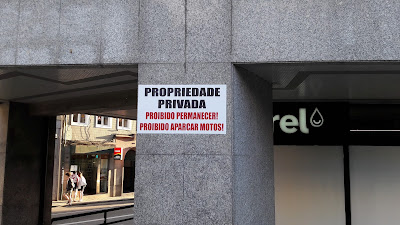 PROPRIEDADE
PRIVADA
PROIBIDO PERMANECER!
PROIBIDO APARCAR MOTOS!
rel